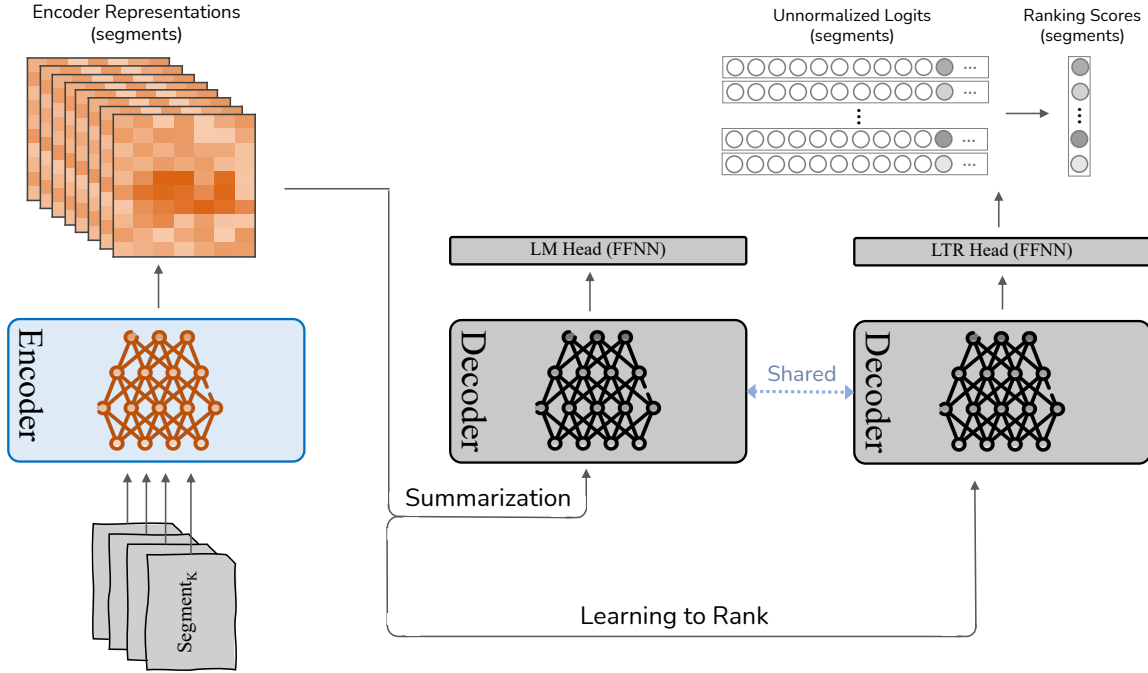 Encoder Representations
(segments)
Unnormalized Logits
(segments)
Ranking Scores
(segments)
...
...
...
...
...
...
LM Head (FFNN)
LTR Head (FFNN)
Encoder
Decoder
Shared
Decoder
Summarization
Segment_K
Learning to Rank